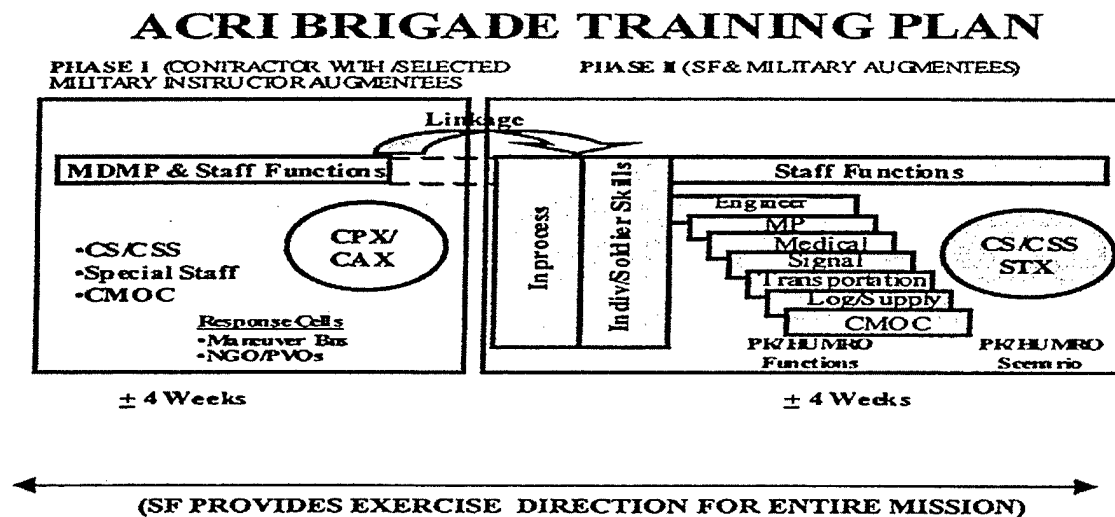 ACRI BRIGADE TRAINING PLAN
PHASE I (CONTRACTOR WITH /SELECTED
MILITARY INSTRUCTOR AUGMENTEES
PHASE II (SF & MILITARY AUGMENTEES)
Linkage
MDMP & Staff Functions
CPX/
CAX
•CS/CSS
•Special Staff
•CMOC
Response Cells
•Maneuver Bns
•NGO/PVOs
Inprocess
Indiv/Soldier Skills
Staff Functions
Engineer
MP
Medical
Signal
Transportation
Log/Supply
CMOC
CS/CSS
STX
PK/HUMRO
Functions
PK/HUMRO
Scenario
± 4 Weeks
± 4 Weeks
(SF PROVIDES EXERCISE DIRECTION FOR ENTIRE MISSION)